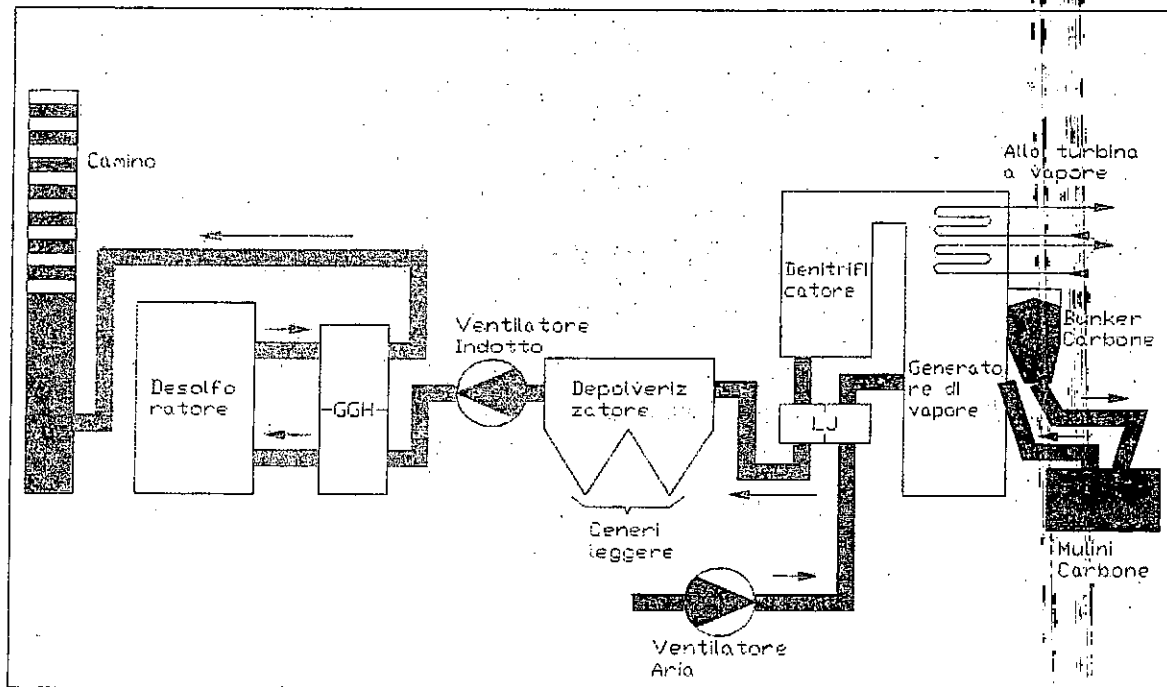 Camino
Alla turbina
a vapore
Denitrifi
catore
Bunker
Carbone
Ventilatore
Indotto
Desolfo
ratore
GGH
Depolveriz
zatore
Generato
re di
vapore
LJ
Ceneri
leggere
Mulini
Carbone
Ventilatore
Aria